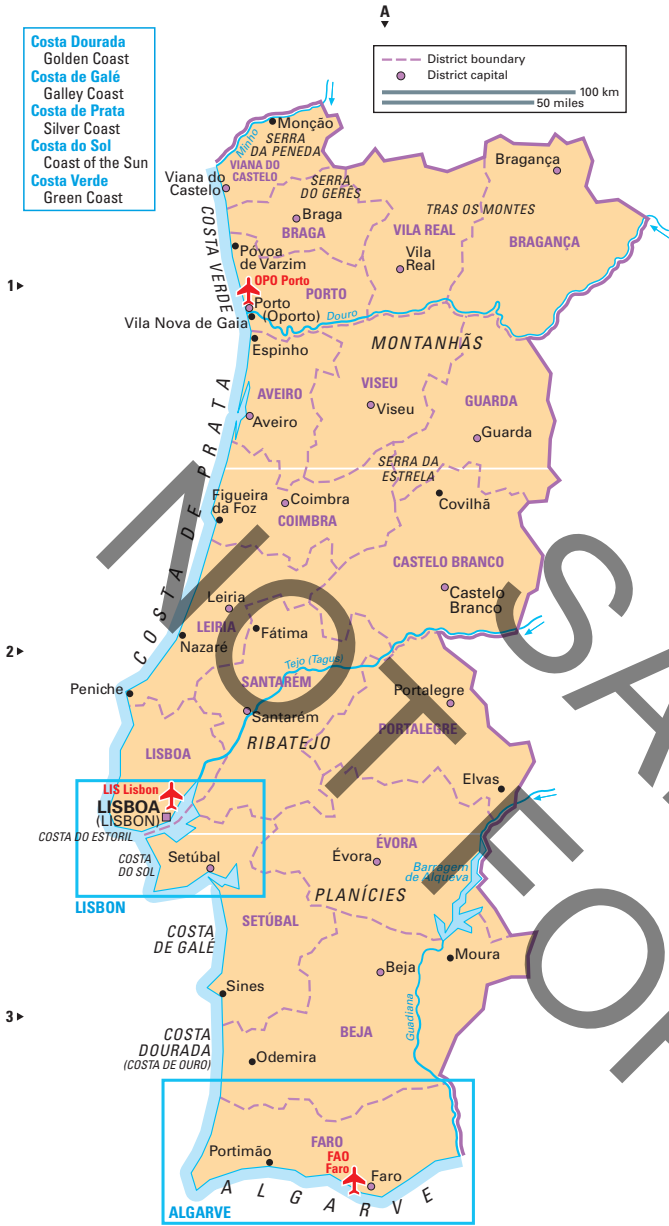 A
Costa Dourada
Golden Coast
Costa de Galé
Galley Coast
Costa de Prata
Silver Coast
Costa do Sol
Coast of the Sun
Costa Verde
Green Coast
District boundary
District capital
100 km
50 miles
Monção
Minho
SERRA
DA PENEDA
VIANA DO
CASTELO
Viana do
Castelo
SERRA
DO GERÊS
Bragança
TRAS OS MONTES
Braga
BRAGA
VILA REAL
BRAGANÇA
COSTA VERDE
Póvoa
de Varzim
Vila
Real
1
OPO Porto
PORTO
Porto
(Oporto)
Douro
Vila Nova de Gaia
Espinho
MONTANHÃS
AVEIRO
VISEU
GUARDA
Aveiro
Viseu
Guarda
COSTA DE PRATA
SERRA DA
ESTRELA
Figueira
da Foz
Coimbra
Covilhã
COIMBRA
CASTELO BRANCO
Castelo
Branco
Leiria
LEIRIA
Fátima
Nazaré
2
Tejo (Tagus)
SANTARÉM
Peniche
Santarém
Portalegre
PORTALEGRE
RIBATEJO
LISBOA
LIS Lisbon
LISBOA
(LISBON)
Elvas
COSTA DO ESTORIL
COSTA
DO SOL
Setúbal
ÉVORA
Évora
Barragem
de Alqueva
LISBON
PLANÍCIES
SETÚBAL
COSTA
DE GALÉ
Moura
Beja
Sines
Guadiana
3
BEJA
COSTA
DOURADA
(COSTA DE OURO)
Odemira
FARO
Portimão
FAO
Faro
Faro
ALGARVE
ALGARVE
NOT
FOR
SA